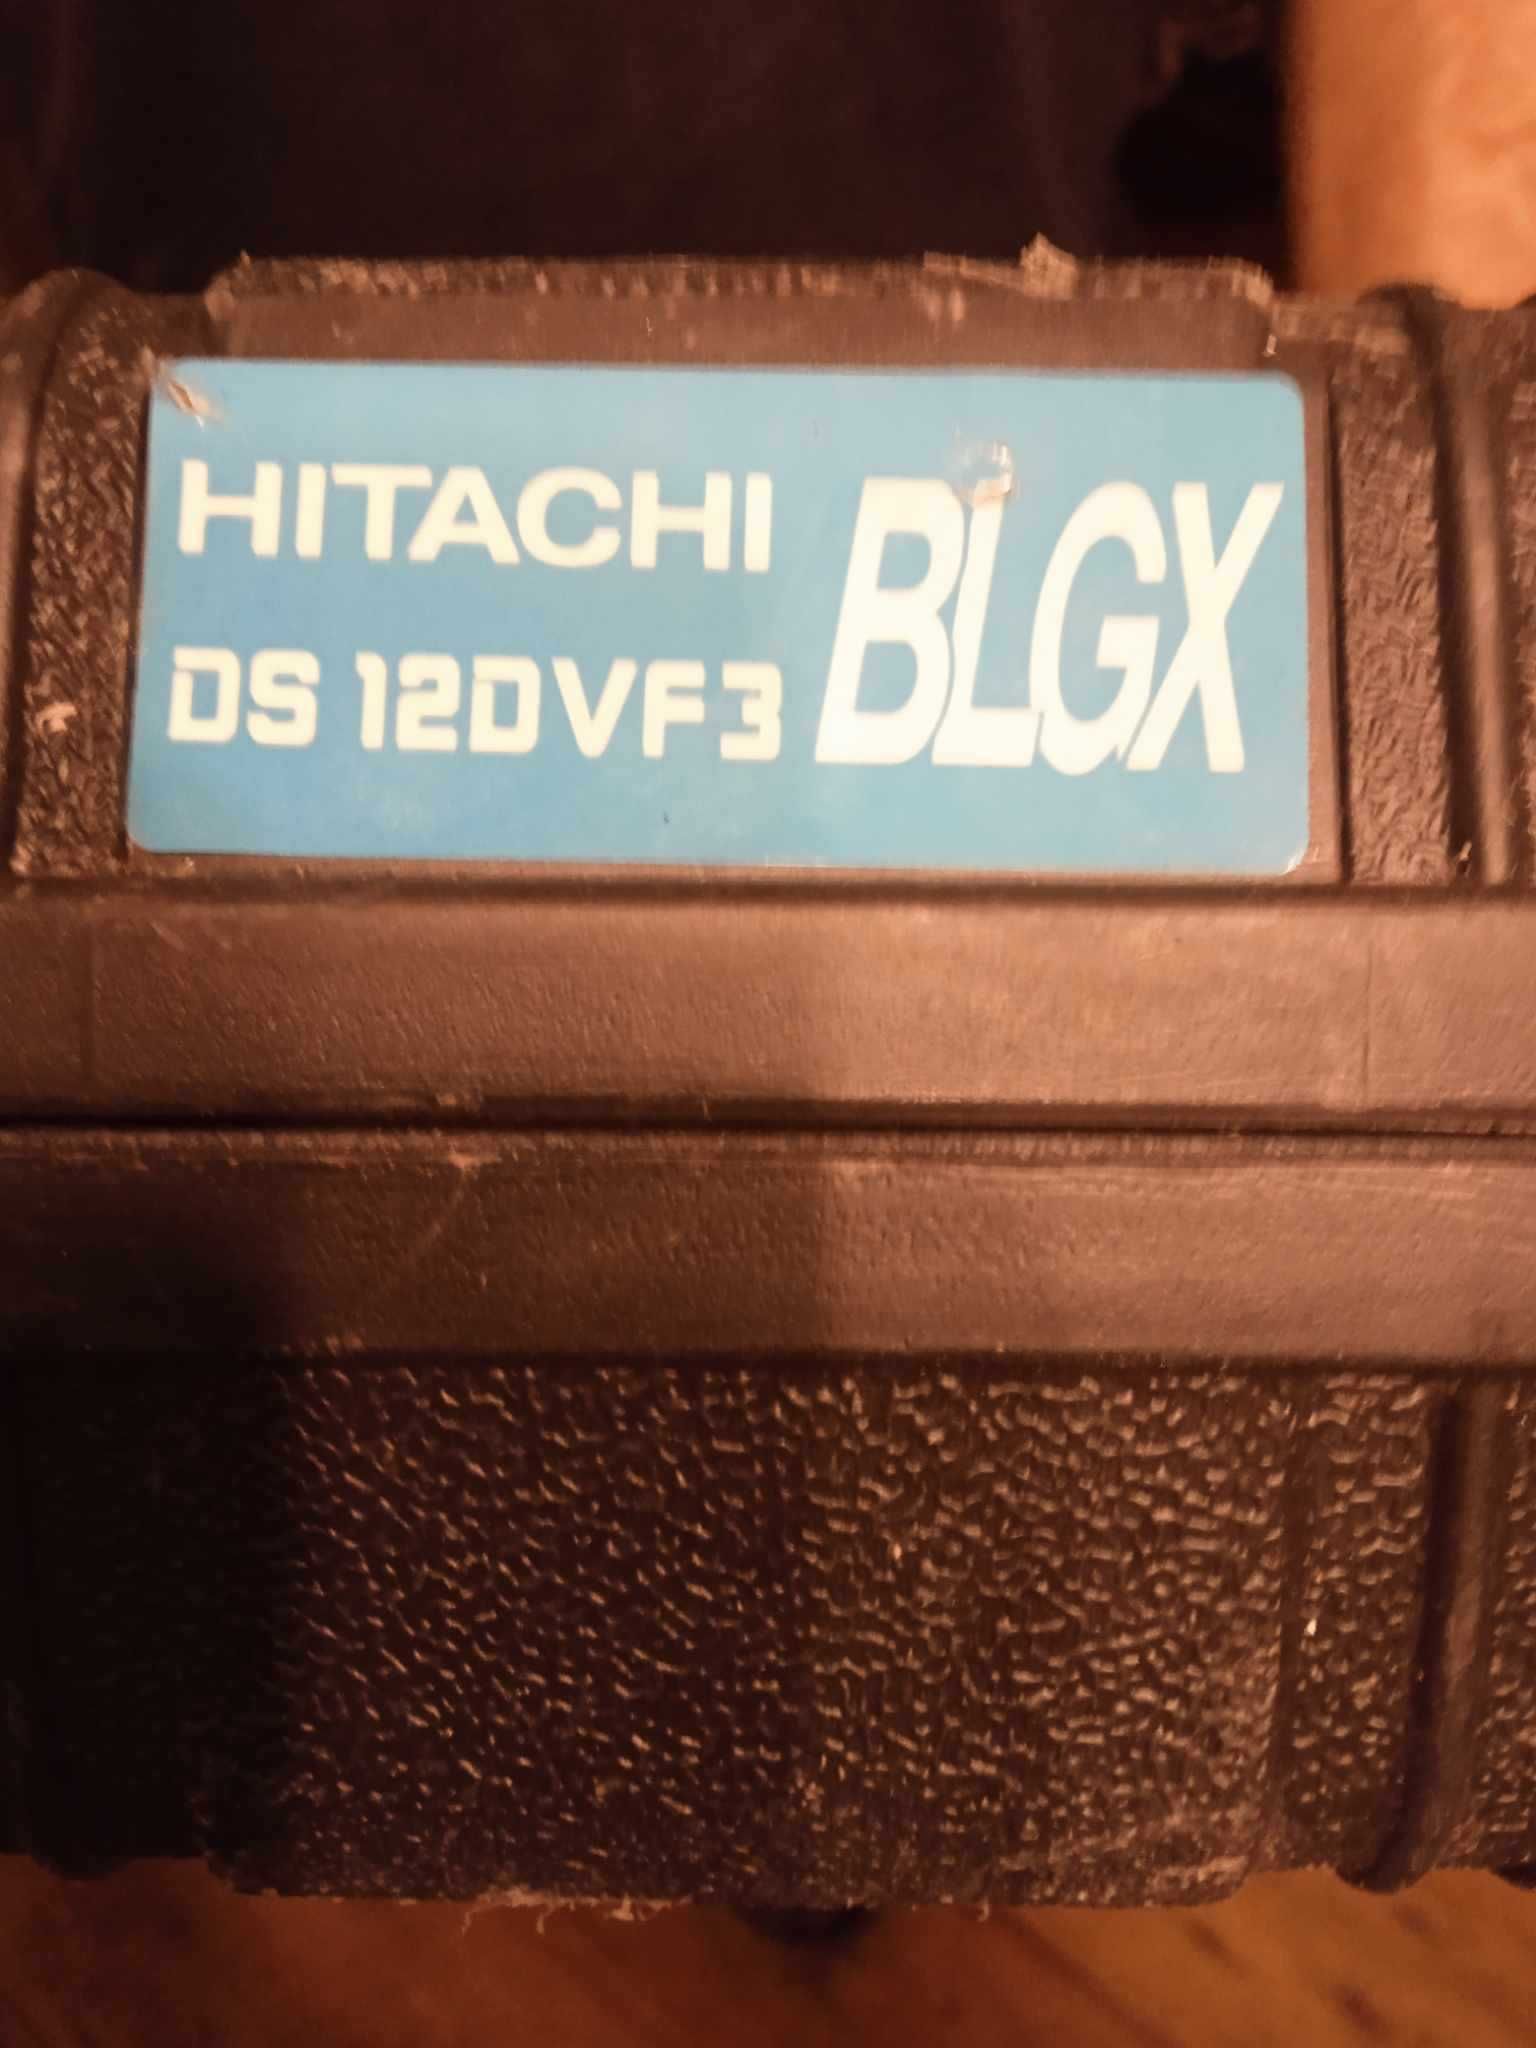 HITACHI
DS 12DVF3
BLGX